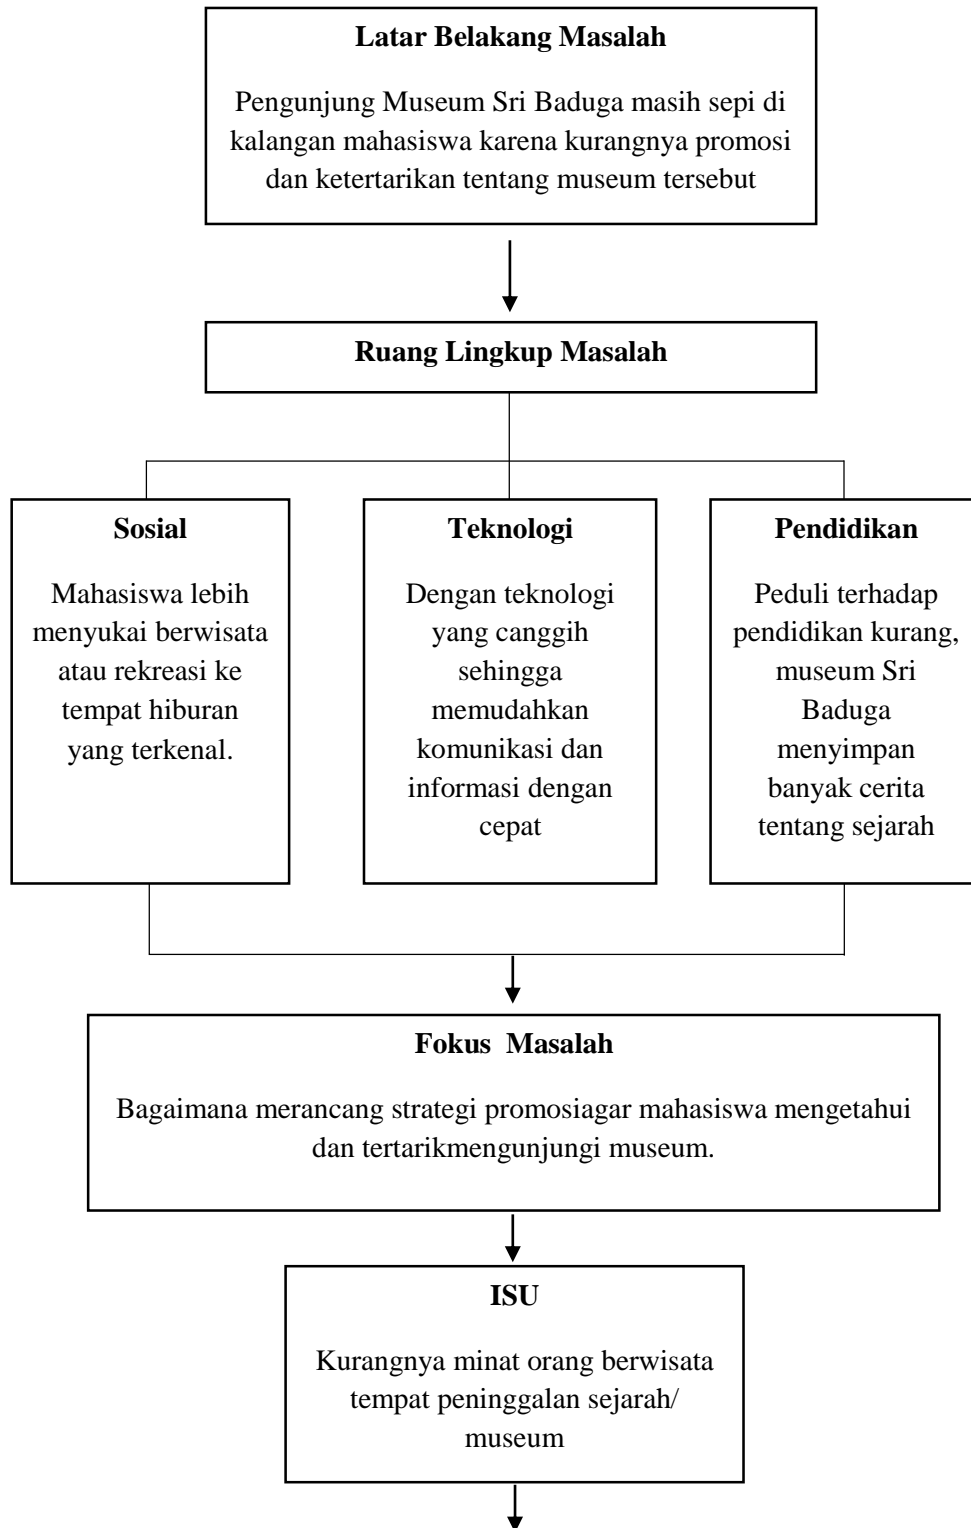 Latar Belakang Masalah
Pengunjung Museum Sri Baduga masih sepi di
kalangan mahasiswa karena kurangnya promosi
dan ketertarikan tentang museum tersebut
Ruang Lingkup Masalah
Sosial
Mahasiswa lebih
menyukai berwisata
atau rekreasi ke
tempat hiburan
yang terkenal.
Teknologi
Dengan teknologi
yang canggih
sehingga
memudahkan
komunikasi dan
informasi dengan
cepat
Pendidikan
Peduli terhadap
pendidikan kurang,
museum Sri
Baduga
menyimpan
banyak cerita
tentang sejarah
Fokus  Masalah
Bagaimana merancang strategi promosiagar mahasiswa mengetahui
dan tertarikmengunjungi museum.
ISU
Kurangnya minat orang berwisata
tempat peninggalan sejarah/
museum